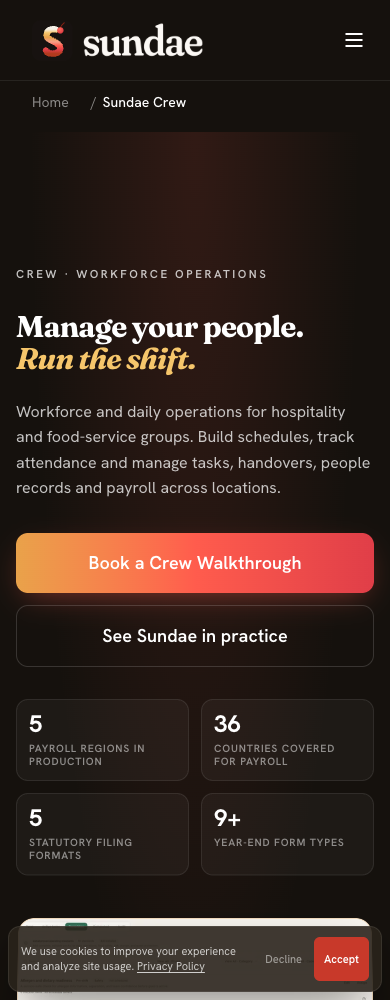 sundae
Home / Sundae Crew
CREW · WORKFORCE OPERATIONS
Manage your people.
Run the shift.
Workforce and daily operations for hospitality
and food-service groups. Build schedules, track
attendance and manage tasks, handovers, people
records and payroll across locations.
Book a Crew Walkthrough
See Sundae in practice
5
PAYROLL REGIONS IN
PRODUCTION
36
COUNTRIES COVERED
FOR PAYROLL
5
STATUTORY FILING
FORMATS
9+
YEAR-END FORM TYPES
We use cookies to improve your experience
and analyze site usage. Privacy Policy
Decline
Accept